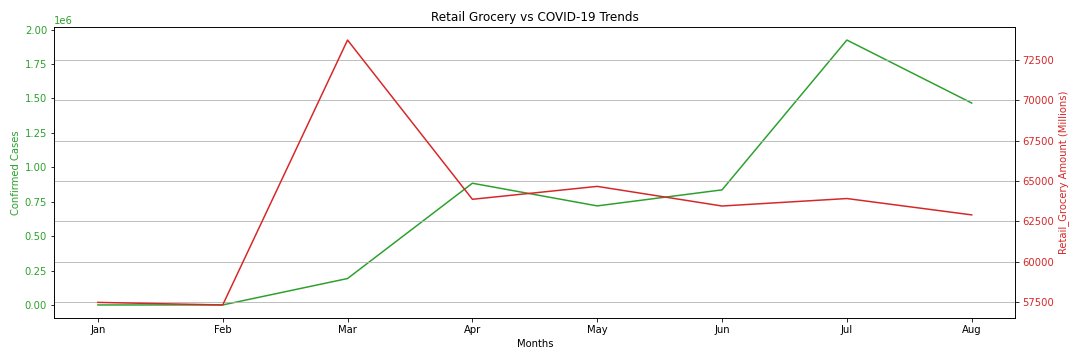 Retail Grocery vs COVID-19 Trends
1e6
2.00
1.75
1.50
1.25
1.00
0.75
0.50
0.25
0.00
Confirmed Cases
72500
70000
67500
65000
62500
60000
57500
Retail_Grocery Amount (Millions)
Jan Feb Mar Apr May Jun Jul Aug
Months